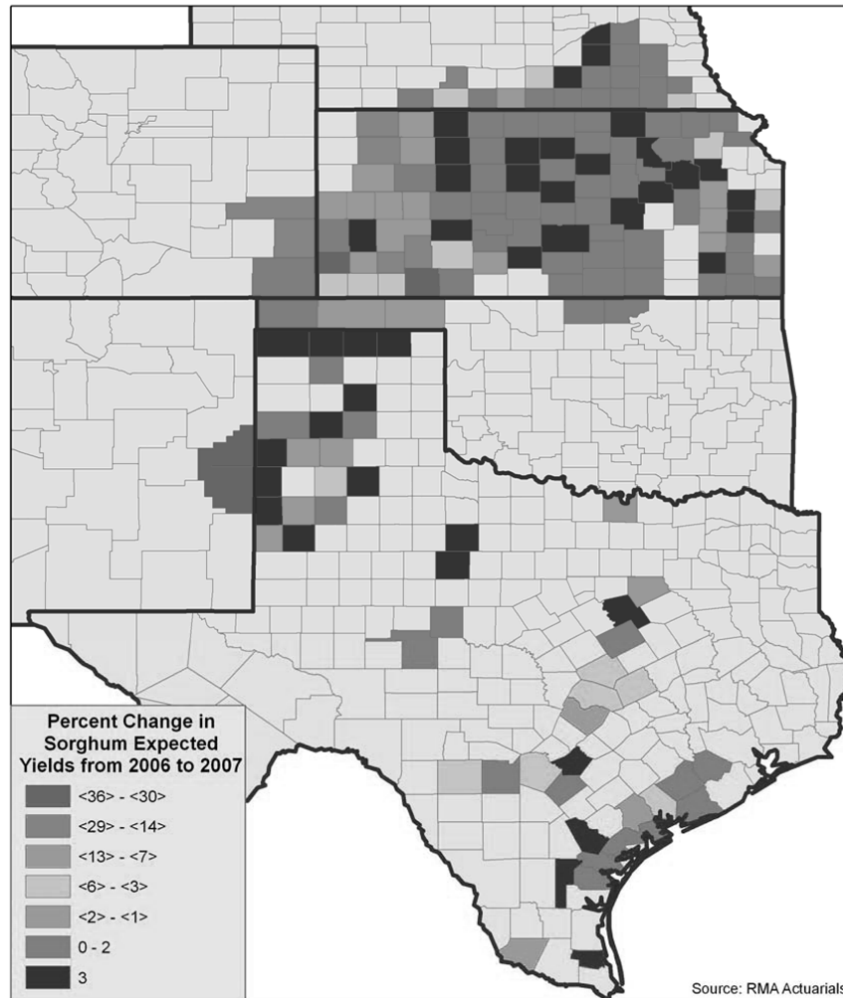 Percent Change in
Sorghum Expected
Yields from 2006 to 2007
<36> - <30>
<29> - <14>
<13> - <7>
<6> - <3>
<2> - <1>
0 - 2
3
Source: RMA Actuarials